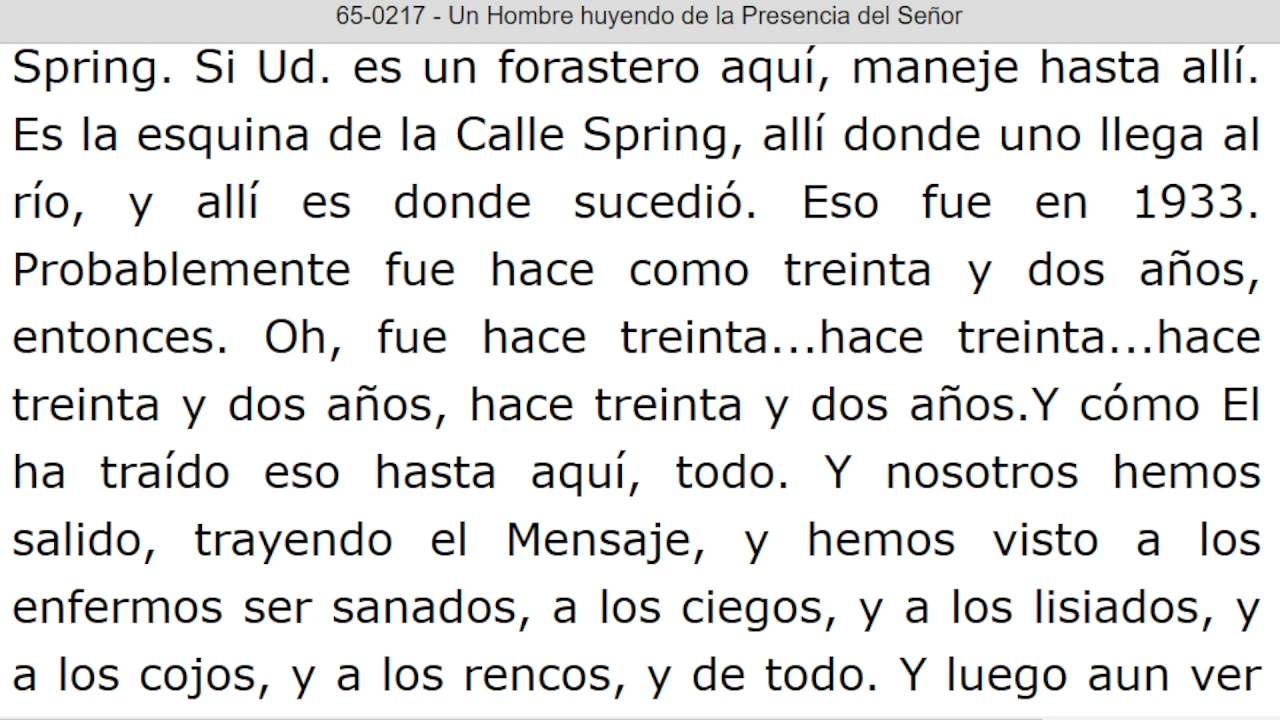 65-0217 - Un Hombre huyendo de la Presencia del Señor
Spring. Si Ud. es un forastero aquí, maneje hasta allí.
Es la esquina de la Calle Spring, allí donde uno llega al
río, y allí es donde sucedió. Eso fue en 1933.
Probablemente fue hace como treinta y dos años,
entonces. Oh, fue hace treinta...hace treinta...hace
treinta y dos años, hace treinta y dos años.Y cómo El
ha traído eso hasta aquí, todo. Y nosotros hemos
salido, trayendo el Mensaje, y hemos visto a los
enfermos ser sanados, a los ciegos, y a los lisiados, y
a los cojos, y a los rencos, y de todo. Y luego aun ver